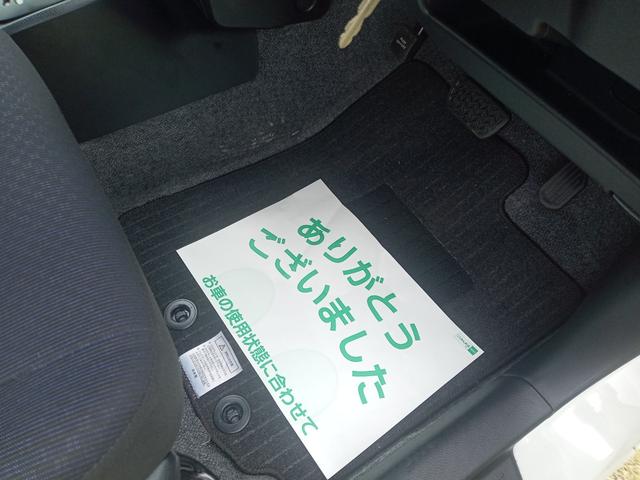 ありがとう
ございました
お車の使用状態に合わせて